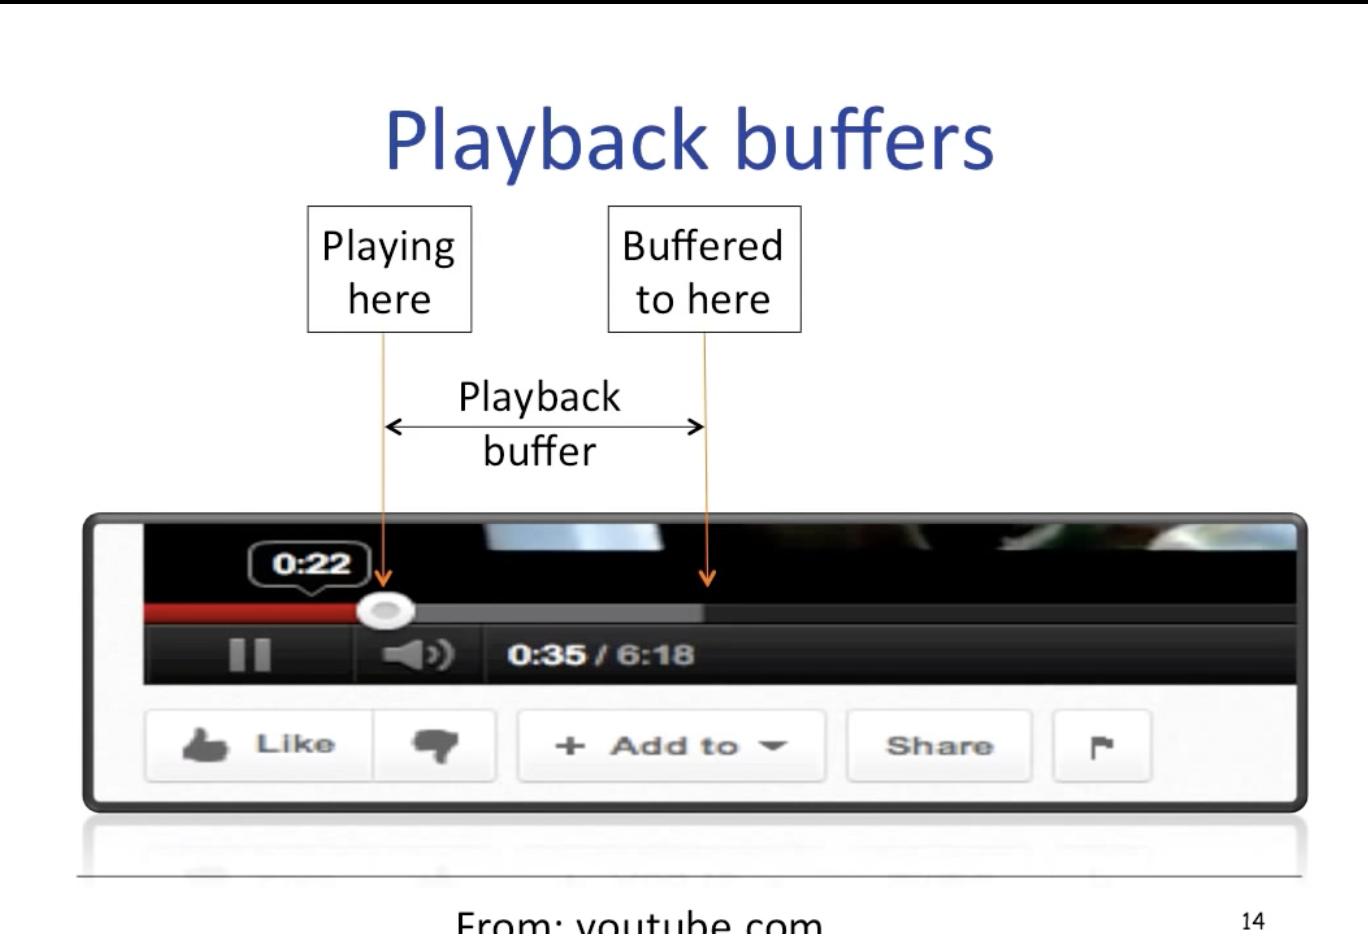 Playback buffers
Playing
here
Buffered
to here
Playback
buffer
0:22
0:35 / 6:18
Like
+ Add to
Share
From: youtube.com
14